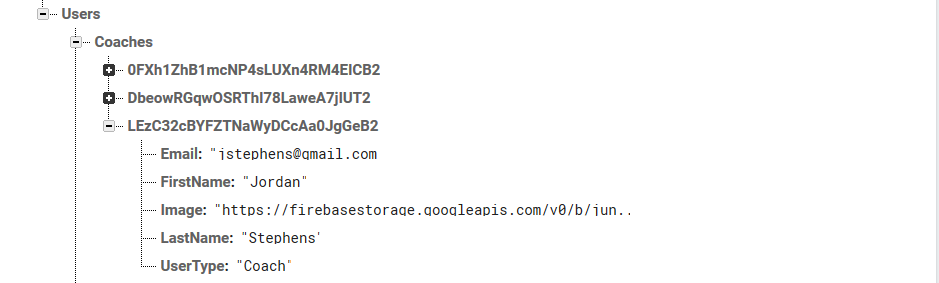 Users
Coaches
0FXh1ZhB1mcNP4sLUXn4RM4EICB2
DbeowRGqwOSRThI78LaweA7jIUT2
LEzC32cBYFZTNaWyDCcAa0JgGeB2
Email: "jstephens@gmail.com
FirstName: "Jordan"
Image: "https://firebasestorage.googleapis.com/v0/b/jun..
LastName: "Stephens'
UserType: "Coach"